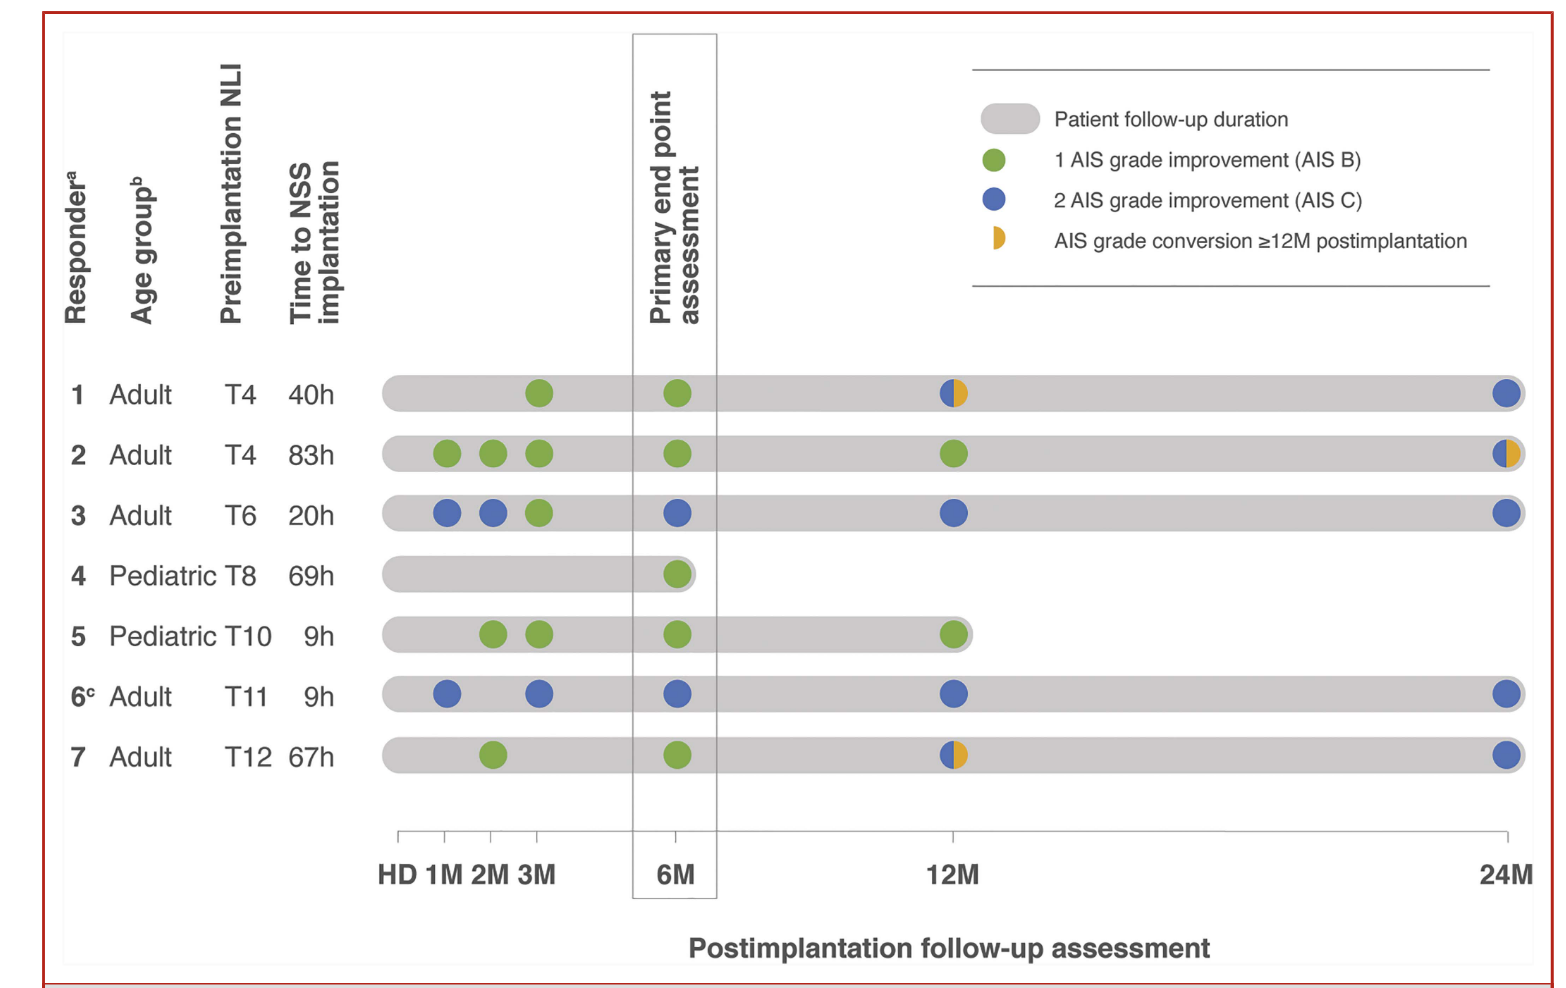 Responderᵃ
Age groupᵇ
Preimplantation NLI
Time to NSS
implantation
Primary end point
assessment
Patient follow-up duration
1 AIS grade improvement (AIS B)
2 AIS grade improvement (AIS C)
AIS grade conversion ≥12M postimplantation
1 Adult T4 40h
2 Adult T4 83h
3 Adult T6 20h
4 Pediatric T8 69h
5 Pediatric T10 9h
6ᶜ Adult T11 9h
7 Adult T12 67h
HD 1M 2M 3M 6M 12M 24M
Postimplantation follow-up assessment